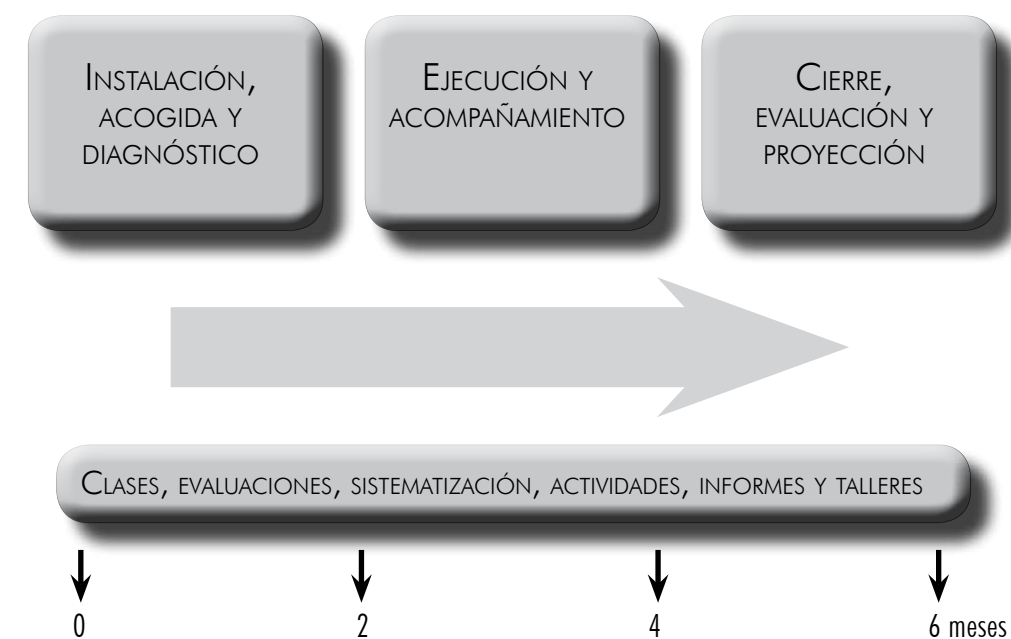 Instalación,
acogida y
diagnóstico
Ejecución y
acompañamiento
Cierre,
evaluación y
proyección
Clases, evaluaciones, sistematización, actividades, informes y talleres
0 2 4 6 meses